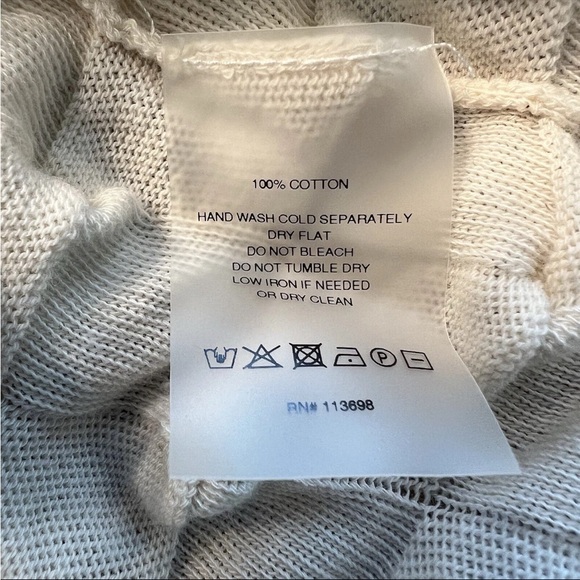 100% COTTON
HAND WASH COLD SEPARATELY
DRY FLAT
DO NOT BLEACH
DO NOT TUMBLE DRY
LOW IRON IF NEEDED
OR DRY CLEAN
P
RN# 113698